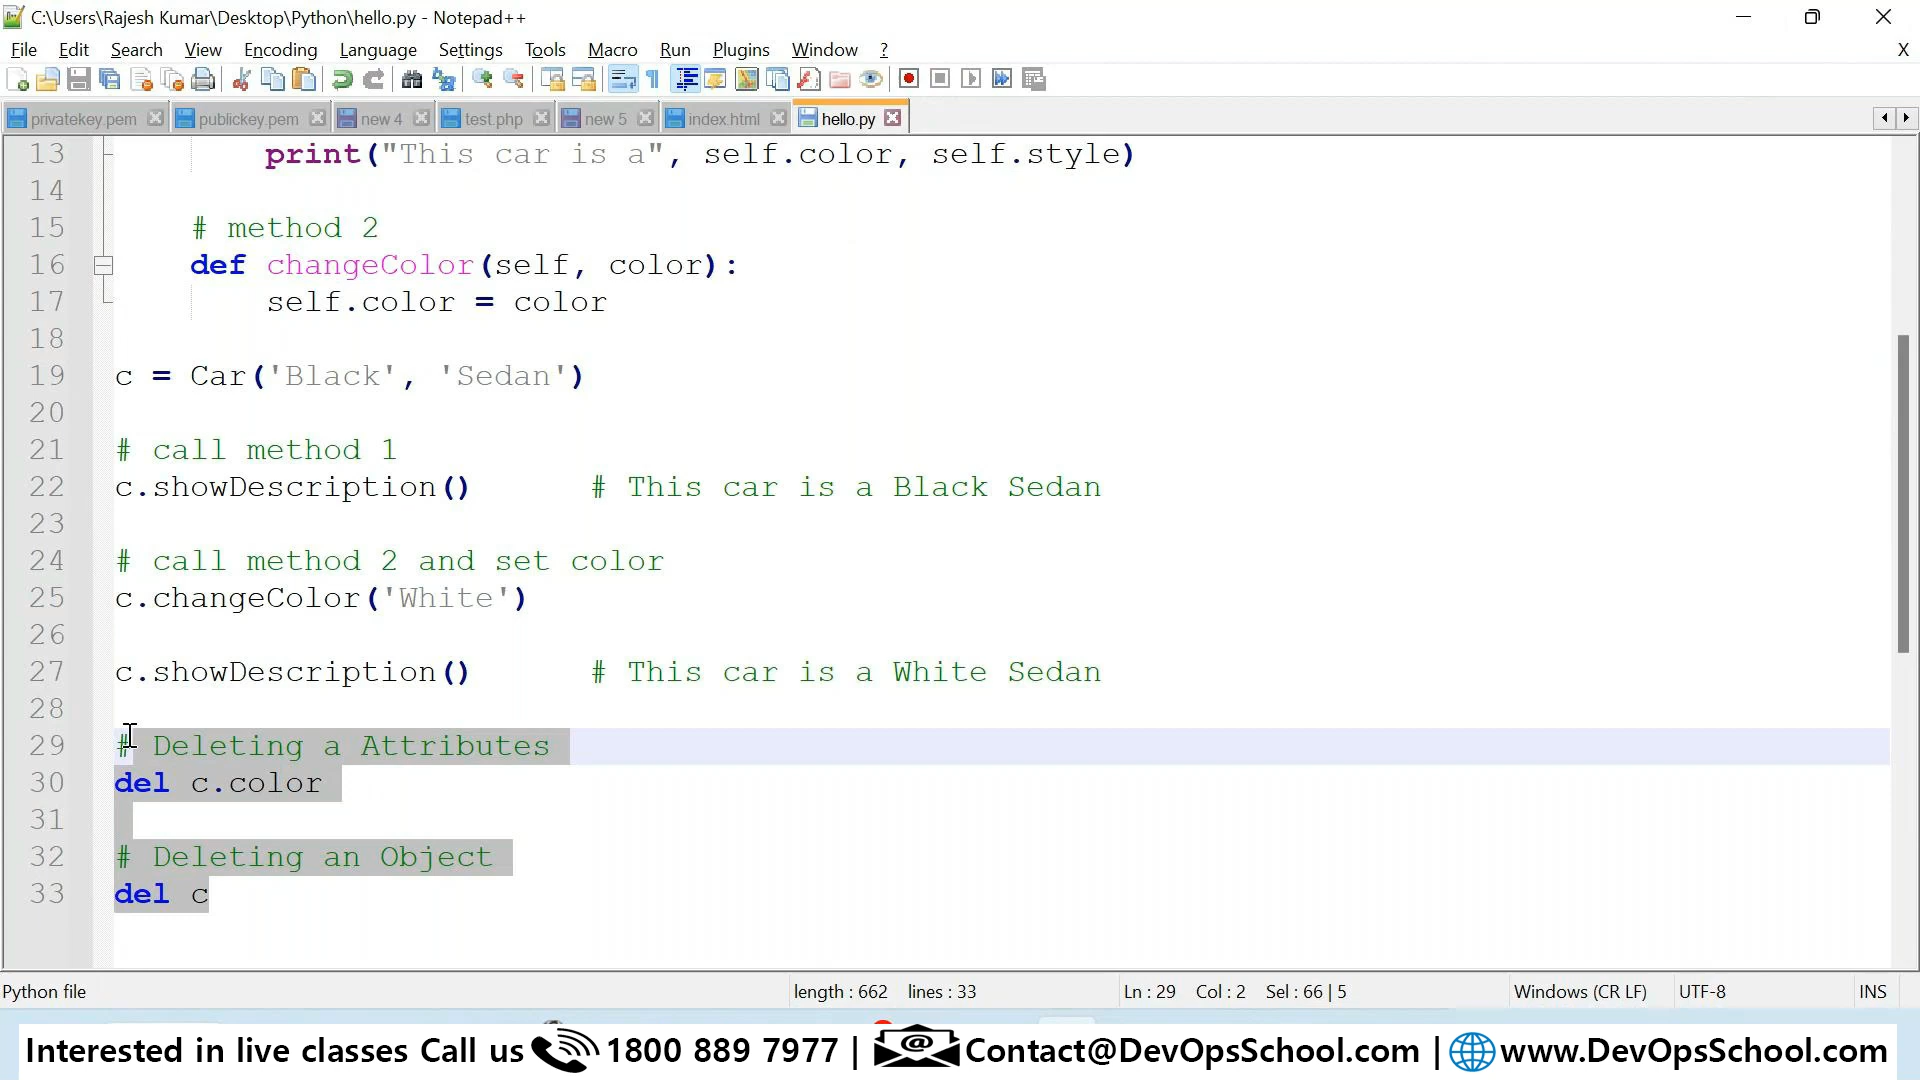 C:\Users\Rajesh Kumar\Desktop\Python\hello.py - Notepad++
File Edit Search View Encoding Language Settings Tools Macro Run Plugins Window ? X
privatekey.pem publickey.pem new 4 test.php new 5 index.html hello.py
13 print("This car is a", self.color, self.style)
14
15 # method 2
16 def changeColor(self, color):
17 self.color = color
18
19 c = Car('Black', 'Sedan')
20
21 # call method 1
22 c.showDescription() # This car is a Black Sedan
23
24 # call method 2 and set color
25 c.changeColor('White')
26
27 c.showDescription() # This car is a White Sedan
28
29 # Deleting a Attributes
30 del c.color
31
32 # Deleting an Object
33 del c
Python file length : 662 lines : 33 Ln : 29 Col : 2 Sel : 66 | 5 Windows (CR LF) UTF-8 INS
Interested in live classes Call us 1800 889 7977 | Contact@DevOpsSchool.com | www.DevOpsSchool.com